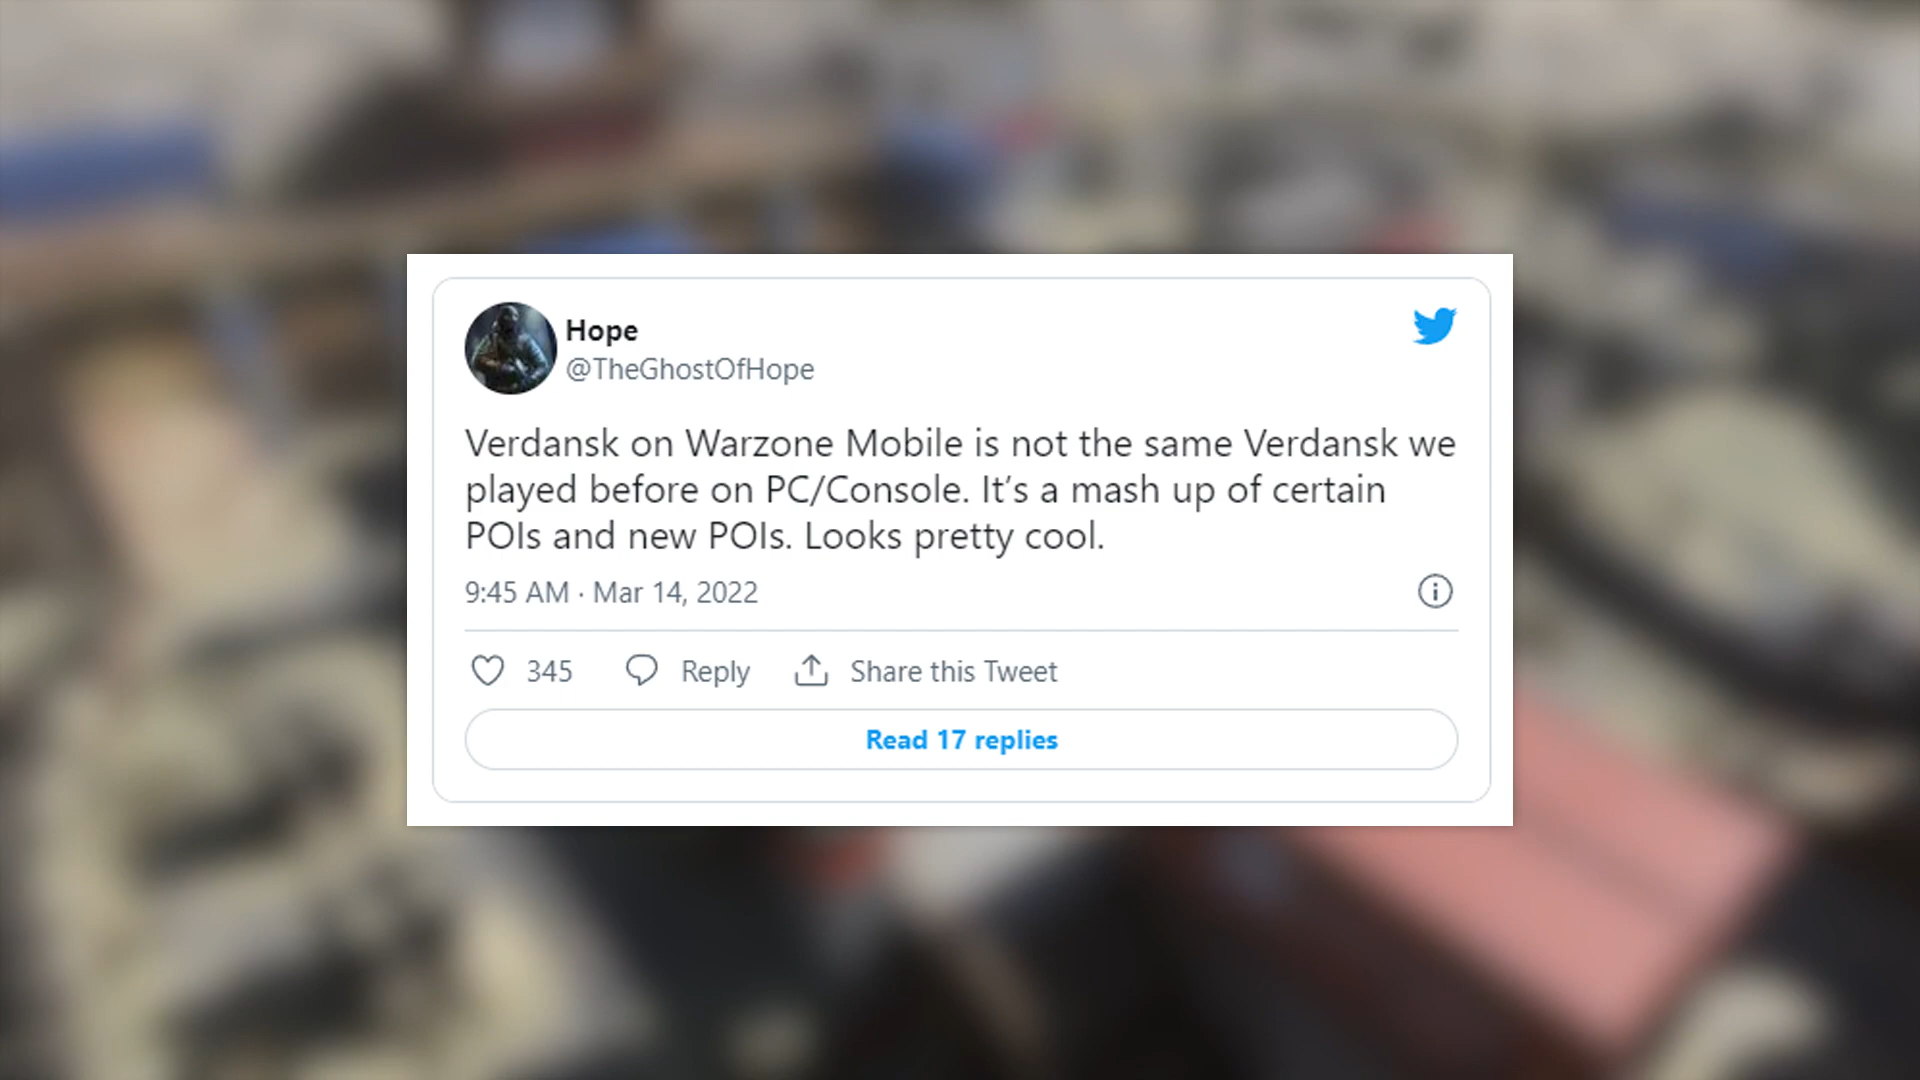 Hope
@TheGhostOfHope
Verdansk on Warzone Mobile is not the same Verdansk we
played before on PC/Console. It’s a mash up of certain
POIs and new POIs. Looks pretty cool.
9:45 AM · Mar 14, 2022
345 Reply Share this Tweet
Read 17 replies